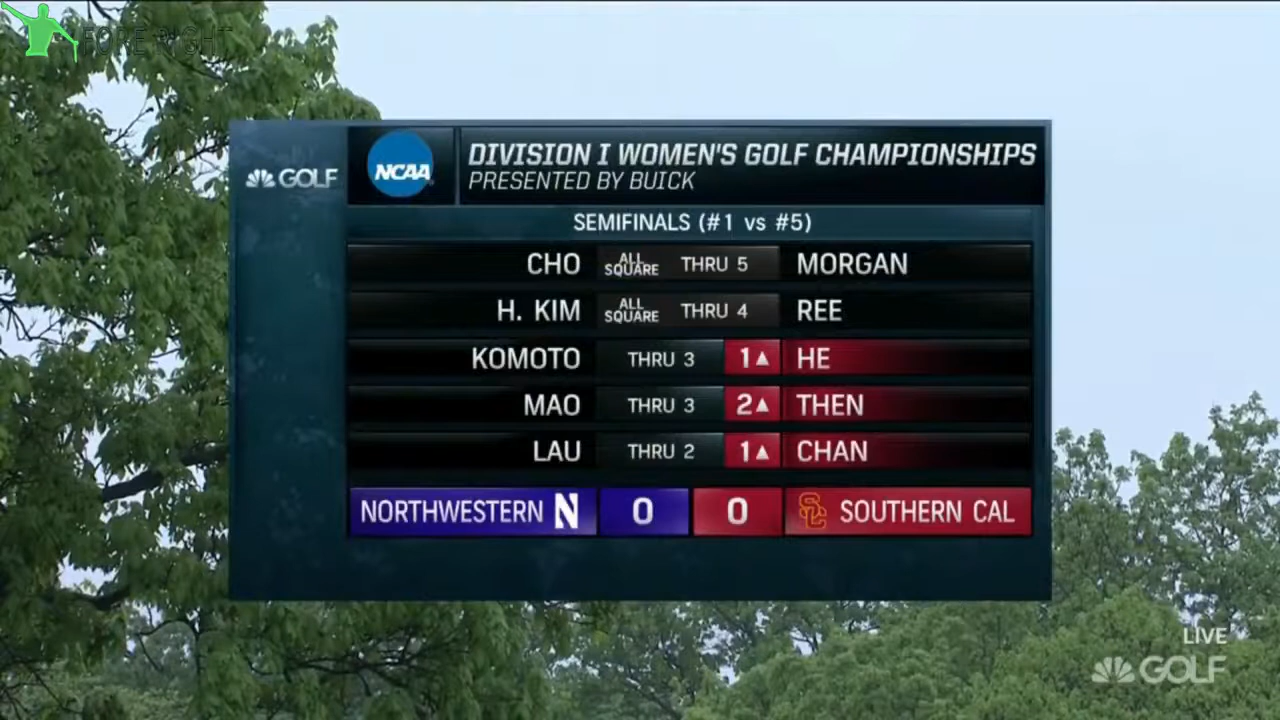 FORE RIGHT
GOLF
NCAA
DIVISION I WOMEN'S GOLF CHAMPIONSHIPS
PRESENTED BY BUICK
SEMIFINALS (#1 vs #5)
CHO ALL SQUARE THRU 5 MORGAN
H. KIM ALL SQUARE THRU 4 REE
KOMOTO THRU 3 1▲ HE
MAO THRU 3 2▲ THEN
LAU THRU 2 1▲ CHAN
NORTHWESTERN N 0 0 SC SOUTHERN CAL
LIVE
GOLF